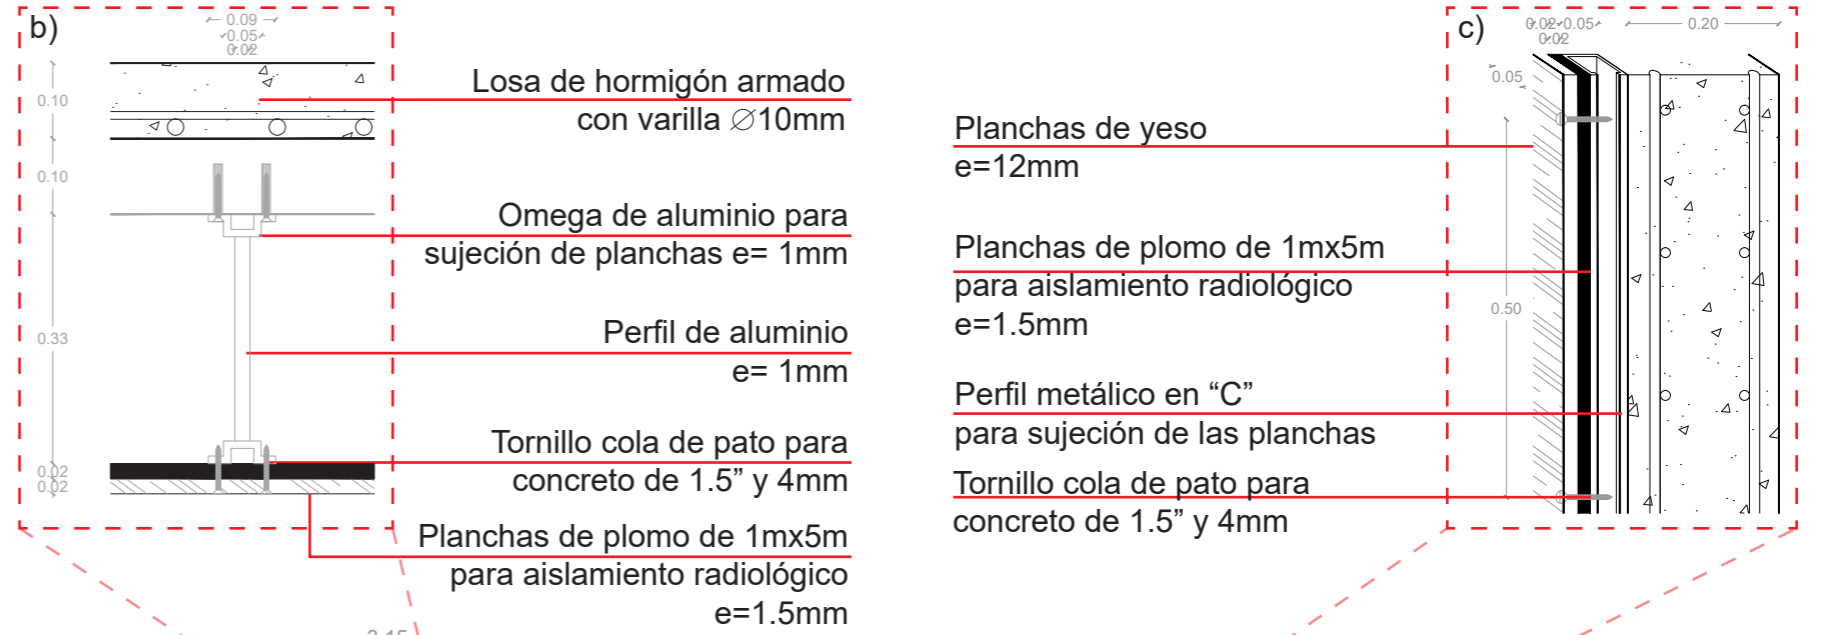 b)
0.09
0.05
0.02
0.10
0.10
0.33
0.02
0.02
Losa de hormigón armado
con varilla ∅10mm
Omega de aluminio para
sujeción de planchas e= 1mm
Perfil de aluminio
e= 1mm
Tornillo cola de pato para
concreto de 1.5” y 4mm
Planchas de plomo de 1mx5m
para aislamiento radiológico
e=1.5mm
c)
0.02
0.05
0.20
0.02
0.05
0.50
Planchas de yeso
e=12mm
Planchas de plomo de 1mx5m
para aislamiento radiológico
e=1.5mm
Perfil metálico en “C”
para sujeción de las planchas
Tornillo cola de pato para
concreto de 1.5” y 4mm